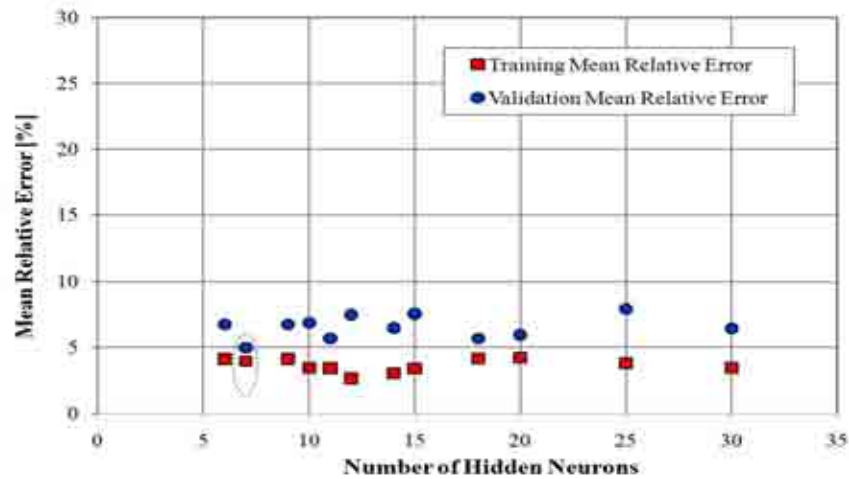 30
25
20
15
10
5
0
Mean Relative Error [%]
Training Mean Relative Error
Validation Mean Relative Error
0 5 10 15 20 25 30 35
Number of Hidden Neurons